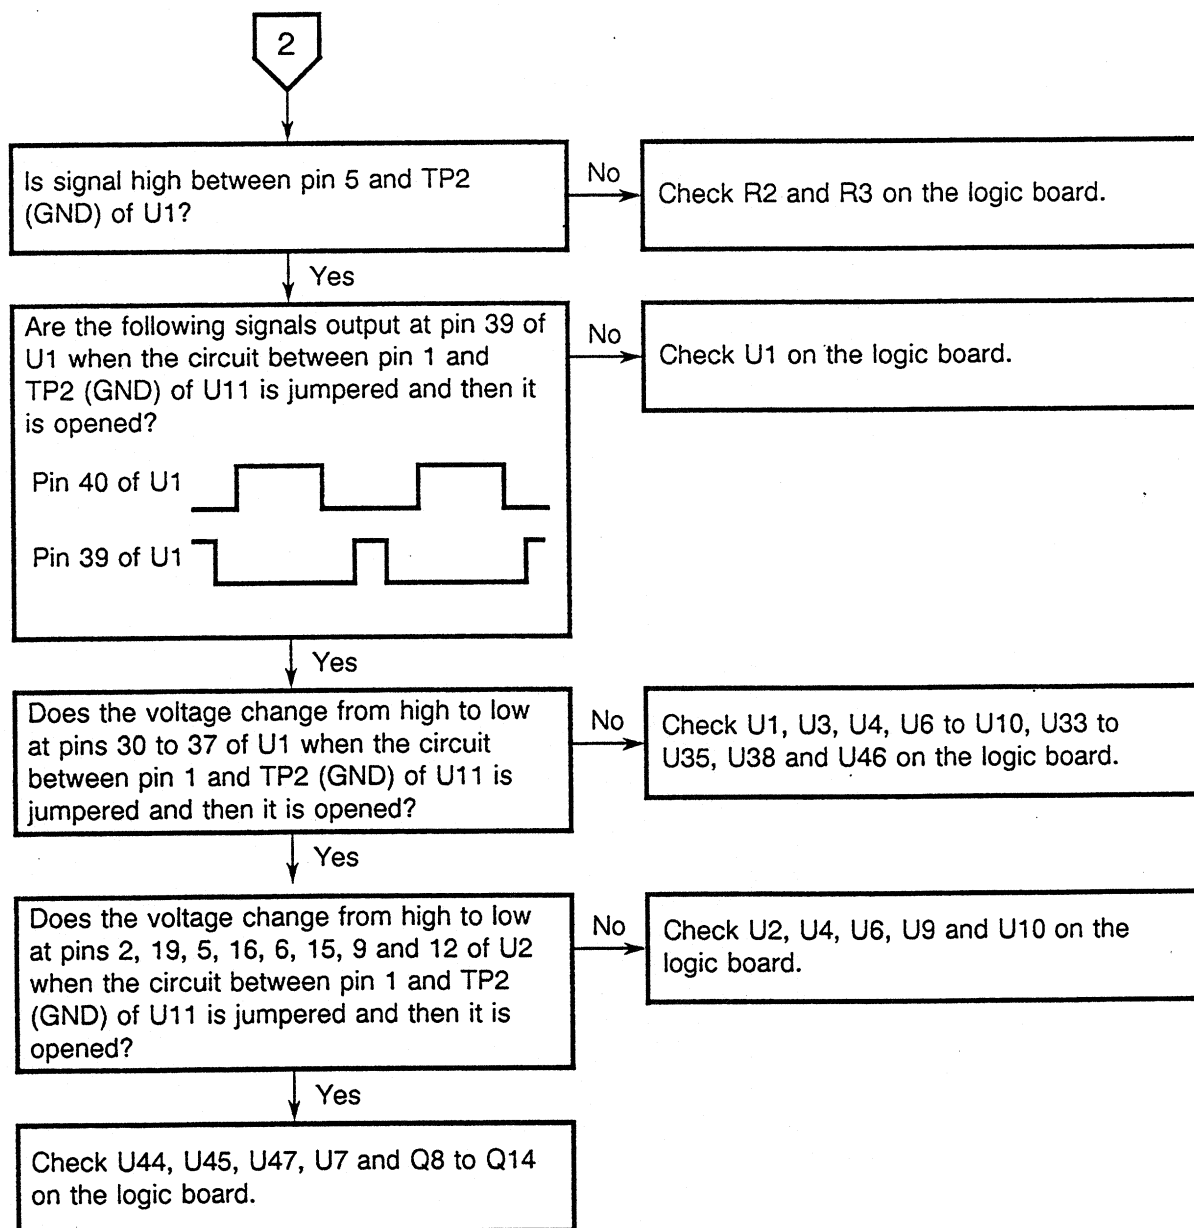 2
Is signal high between pin 5 and TP2
(GND) of U1?
No
Check R2 and R3 on the logic board.
Yes
Are the following signals output at pin 39 of
U1 when the circuit between pin 1 and
TP2 (GND) of U11 is jumpered and then it
is opened?
Pin 40 of U1
Pin 39 of U1
No
Check U1 on the logic board.
Yes
Does the voltage change from high to low
at pins 30 to 37 of U1 when the circuit
between pin 1 and TP2 (GND) of U11 is
jumpered and then it is opened?
No
Check U1, U3, U4, U6 to U10, U33 to
U35, U38 and U46 on the logic board.
Yes
Does the voltage change from high to low
at pins 2, 19, 5, 16, 6, 15, 9 and 12 of U2
when the circuit between pin 1 and TP2
(GND) of U11 is jumpered and then it is
opened?
No
Check U2, U4, U6, U9 and U10 on the
logic board.
Yes
Check U44, U45, U47, U7 and Q8 to Q14
on the logic board.